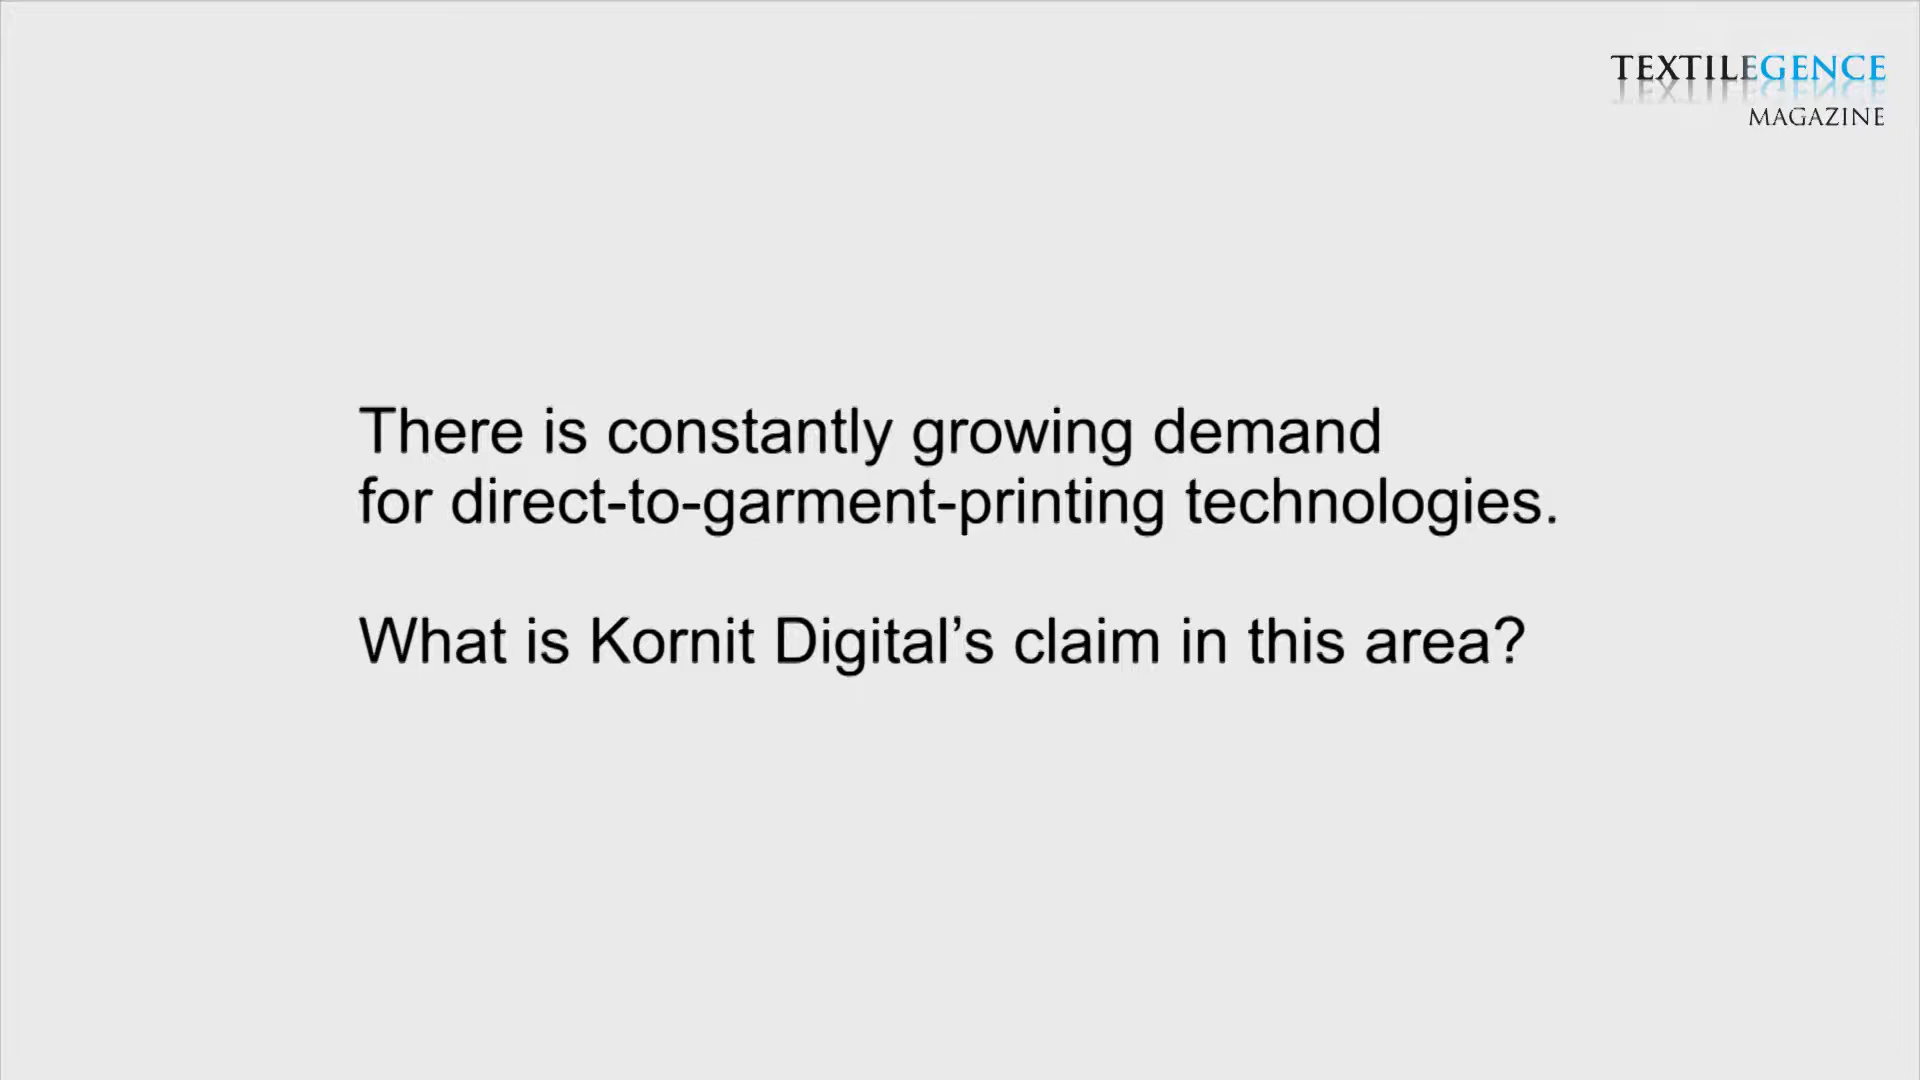 TEXTILEGENCE
MAGAZINE
There is constantly growing demand
for direct-to-garment-printing technologies.
What is Kornit Digital’s claim in this area?